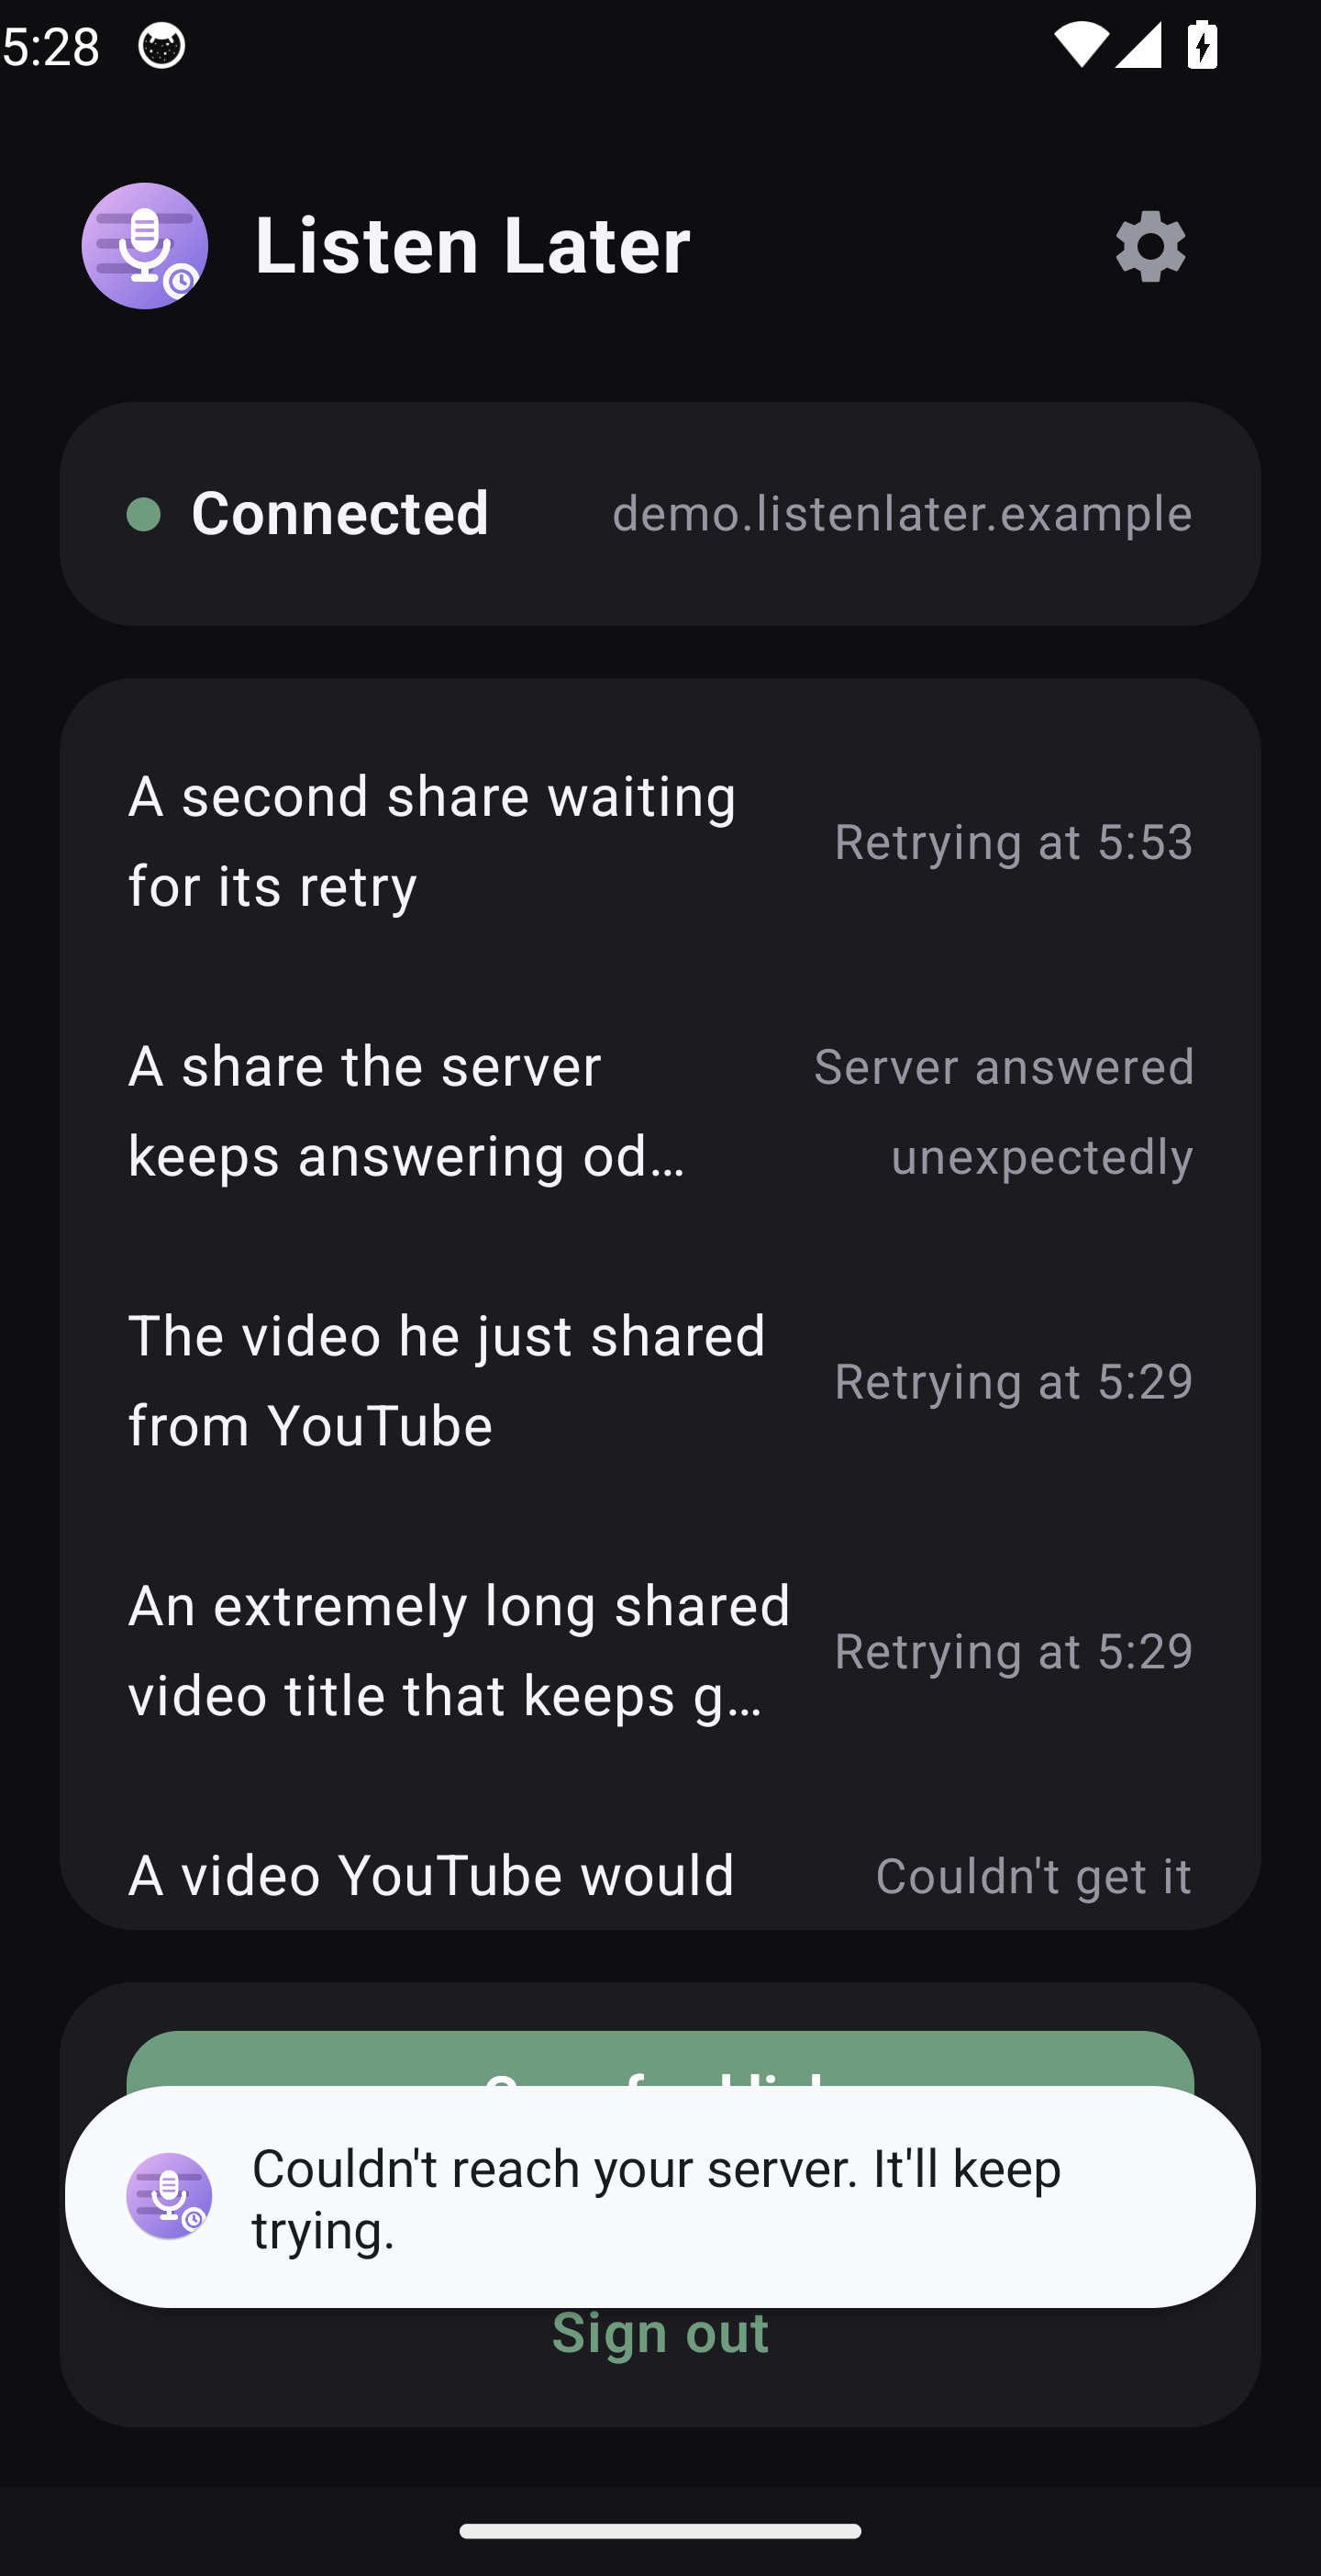 5:28
Listen Later
Connected
demo.listenlater.example
A second share waiting
for its retry
Retrying at 5:53
A share the server
keeps answering od…
Server answered
unexpectedly
The video he just shared
from YouTube
Retrying at 5:29
An extremely long shared
video title that keeps g…
Retrying at 5:29
A video YouTube would
Couldn't get it
Couldn't reach your server. It'll keep
trying.
Sign out